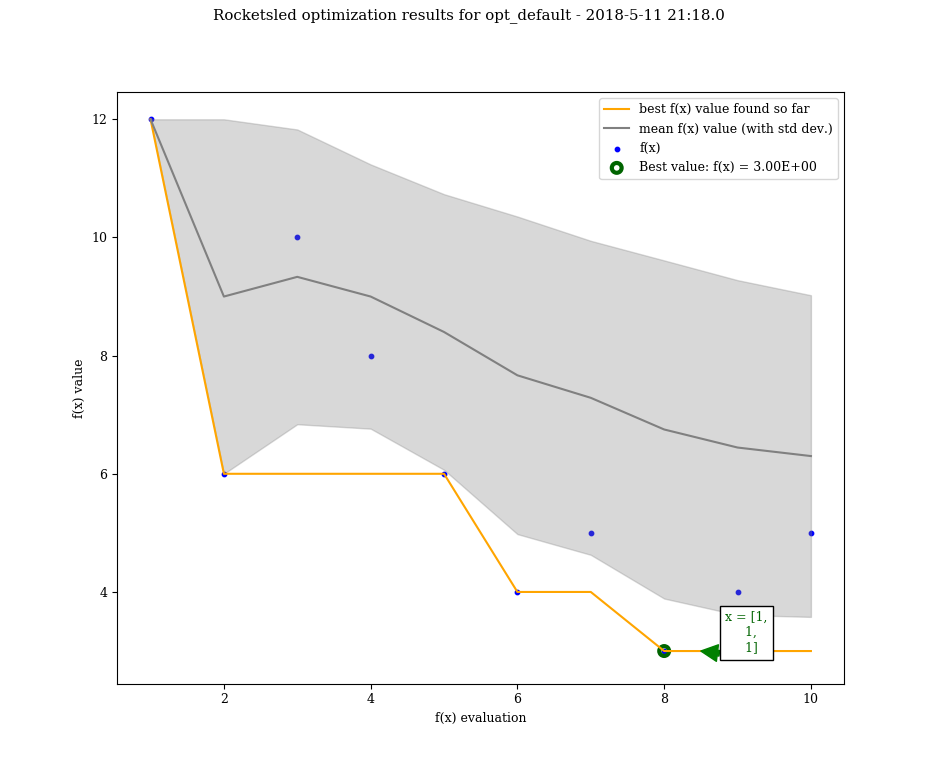 Rocketsled optimization results for opt_default - 2018-5-11 21:18.0
best f(x) value found so far
mean f(x) value (with std dev.)
f(x)
Best value: f(x) = 3.00E+00
f(x) value
12
10
8
6
4
x = [1,
1,
1]
2
4
6
8
10
f(x) evaluation